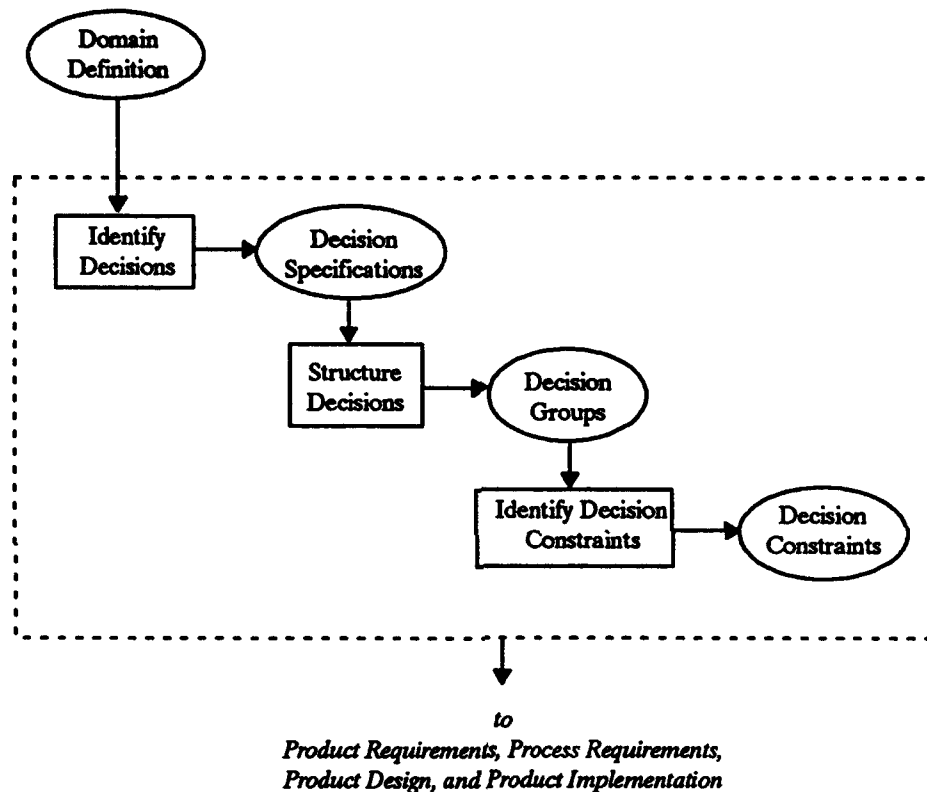 Domain
Definition
Identify
Decisions
Decision
Specifications
Structure
Decisions
Decision
Groups
Identify Decision
Constraints
Decision
Constraints
to
Product Requirements, Process Requirements,
Product Design, and Product Implementation